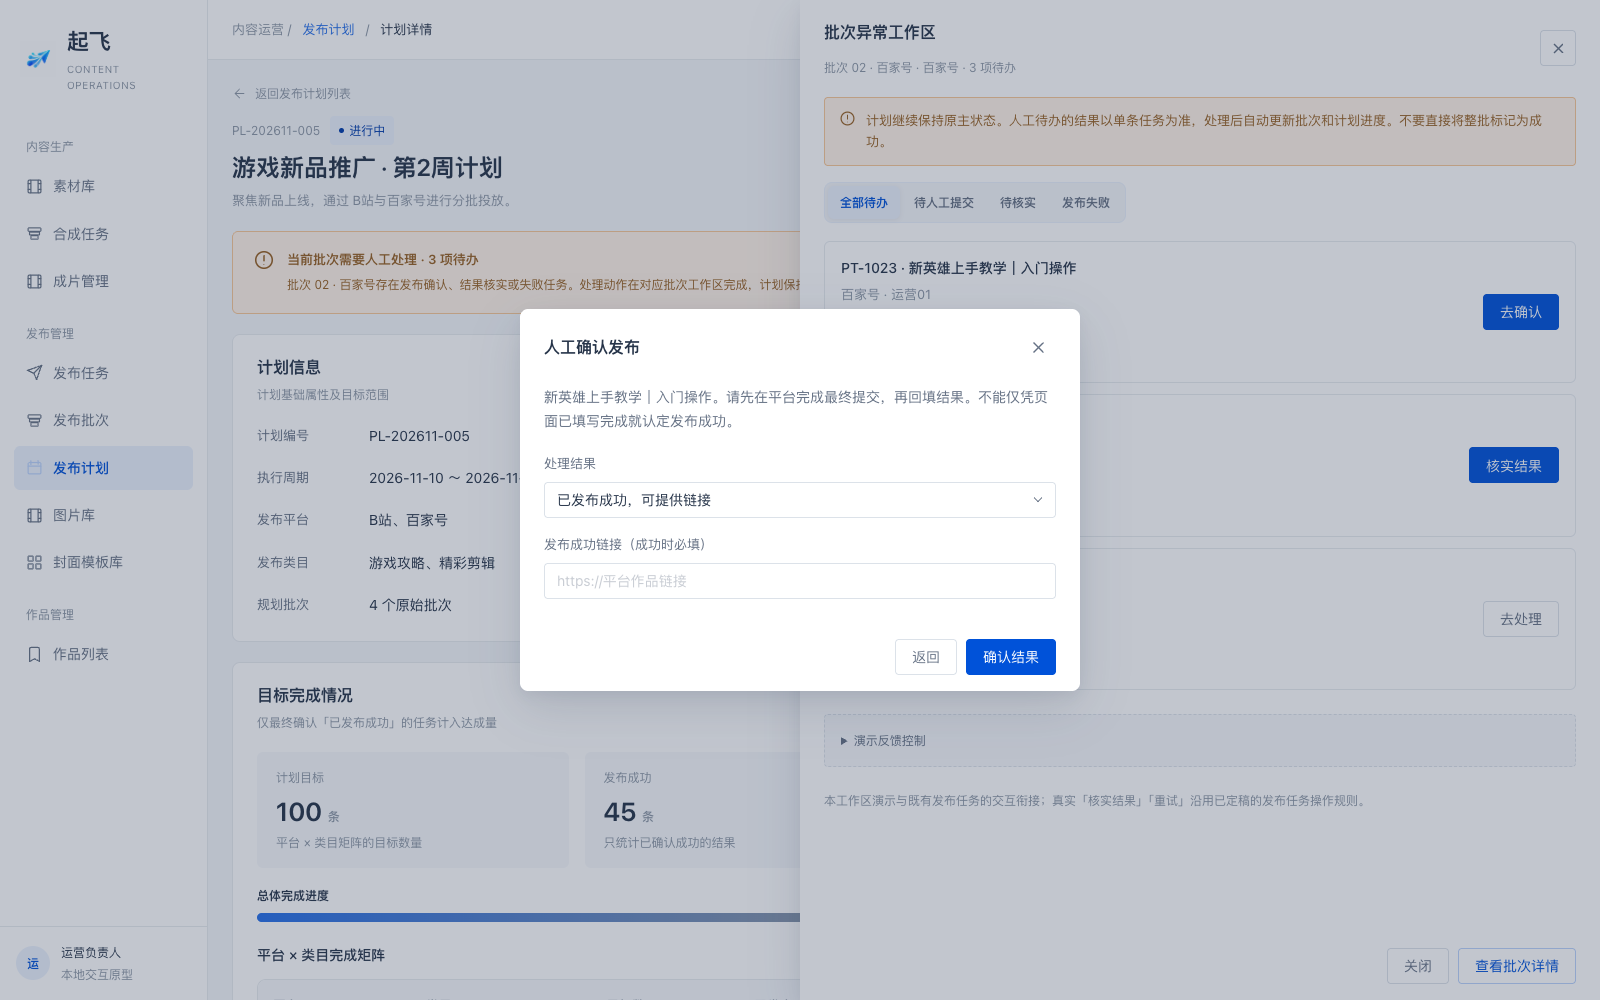 起飞
CONTENT
OPERATIONS
内容生产
素材库
合成任务
成片管理
发布管理
发布任务
发布批次
发布计划
图片库
封面模板库
作品管理
作品列表
运
运营负责人
本地交互原型
内容运营 / 发布计划 / 计划详情
返回发布计划列表
PL-202611-005 进行中
游戏新品推广 · 第2周计划
聚焦新品上线，通过 B站与百家号进行分批投放。
当前批次需要人工处理 · 3 项待办
批次 02 · 百家号存在发布确认、结果核实或失败任务。处理动作在对应批次工作区完成，计划保
计划信息
计划基础属性及目标范围
计划编号 PL-202611-005
执行周期 2026-11-10 ～ 2026-11-
发布平台 B站、百家号
发布类目 游戏攻略、精彩剪辑
规划批次 4 个原始批次
目标完成情况
仅最终确认「已发布成功」的任务计入达成量
计划目标
100 条
平台 × 类目矩阵的目标数量
发布成功
45 条
只统计已确认成功的结果
总体完成进度
平台 × 类目完成矩阵
批次异常工作区
批次 02 · 百家号 · 百家号 · 3 项待办
计划继续保持原主状态。人工待办的结果以单条任务为准，处理后自动更新批次和计划进度。不要直接将整批标记为成
功。
全部待办 待人工提交 待核实 发布失败
PT-1023 · 新英雄上手教学｜入门操作
百家号 · 运营01
去确认
核实结果
去处理
演示反馈控制
本工作区演示与既有发布任务的交互衔接；真实「核实结果」「重试」沿用已定稿的发布任务操作规则。
关闭 查看批次详情
人工确认发布
新英雄上手教学｜入门操作。请先在平台完成最终提交，再回填结果。不能仅凭页
面已填写完成就认定发布成功。
处理结果
已发布成功，可提供链接
发布成功链接（成功时必填）
https://平台作品链接
返回 确认结果